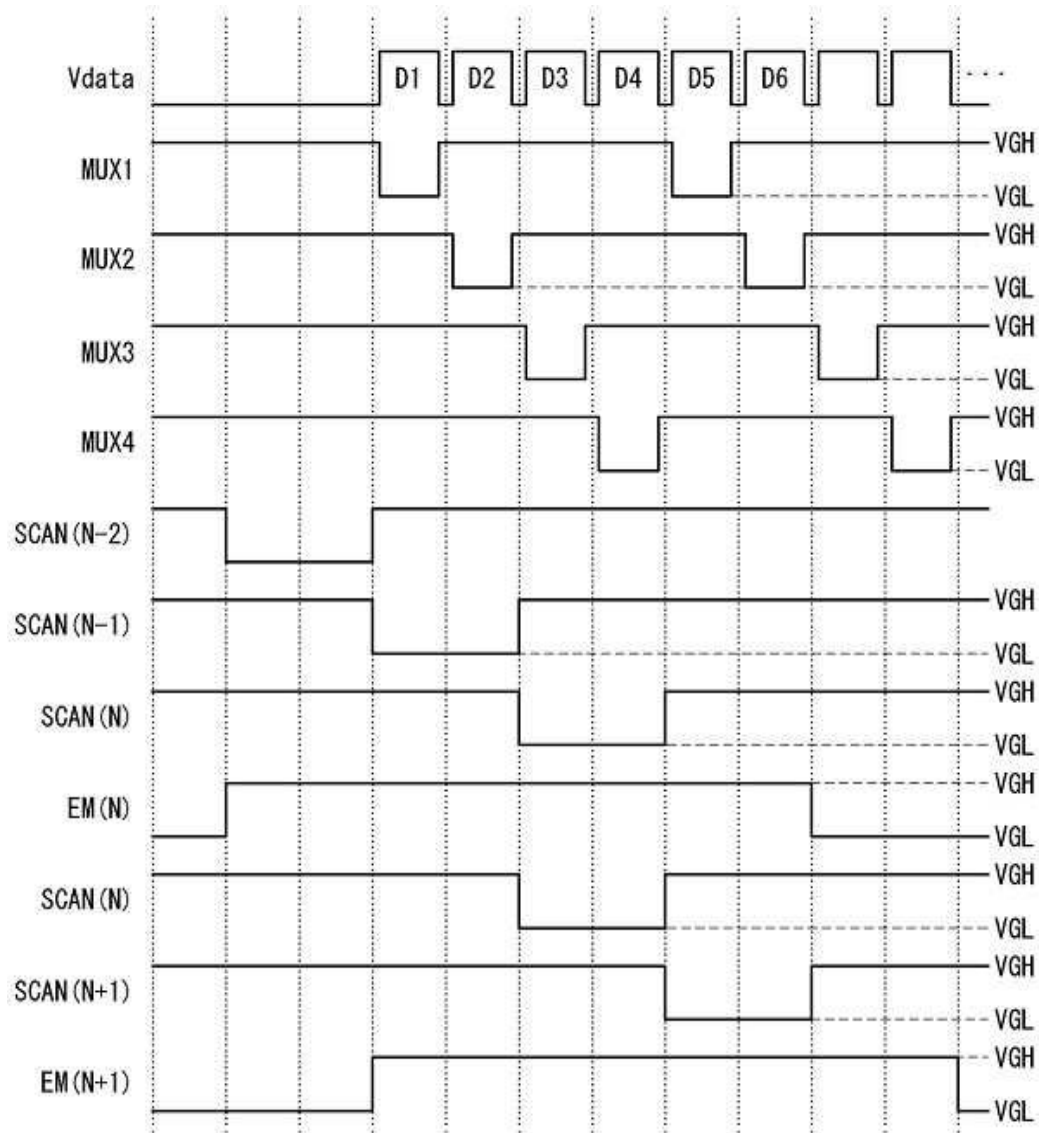 Vdata D1 D2 D3 D4 D5 D6 ...
MUX1 VGH
VGL
MUX2 VGH
VGL
MUX3 VGH
VGL
MUX4 VGH
VGL
SCAN(N-2)
SCAN(N-1) VGH
VGL
SCAN(N) VGH
VGL
EM(N) VGH
VGL
SCAN(N) VGH
VGL
SCAN(N+1) VGH
VGL
EM(N+1) VGH
VGL